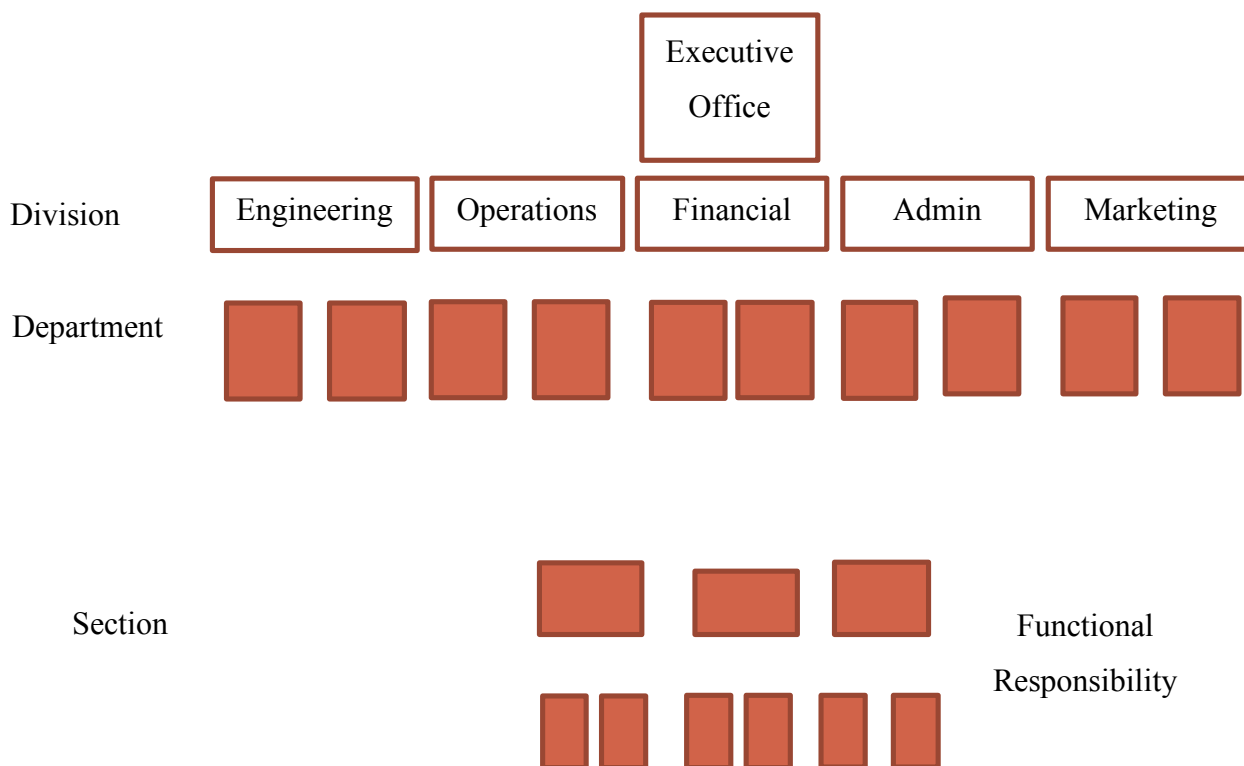 Executive
Office
Division
Engineering
Operations
Financial
Admin
Marketing
Department
Section
Functional
Responsibility